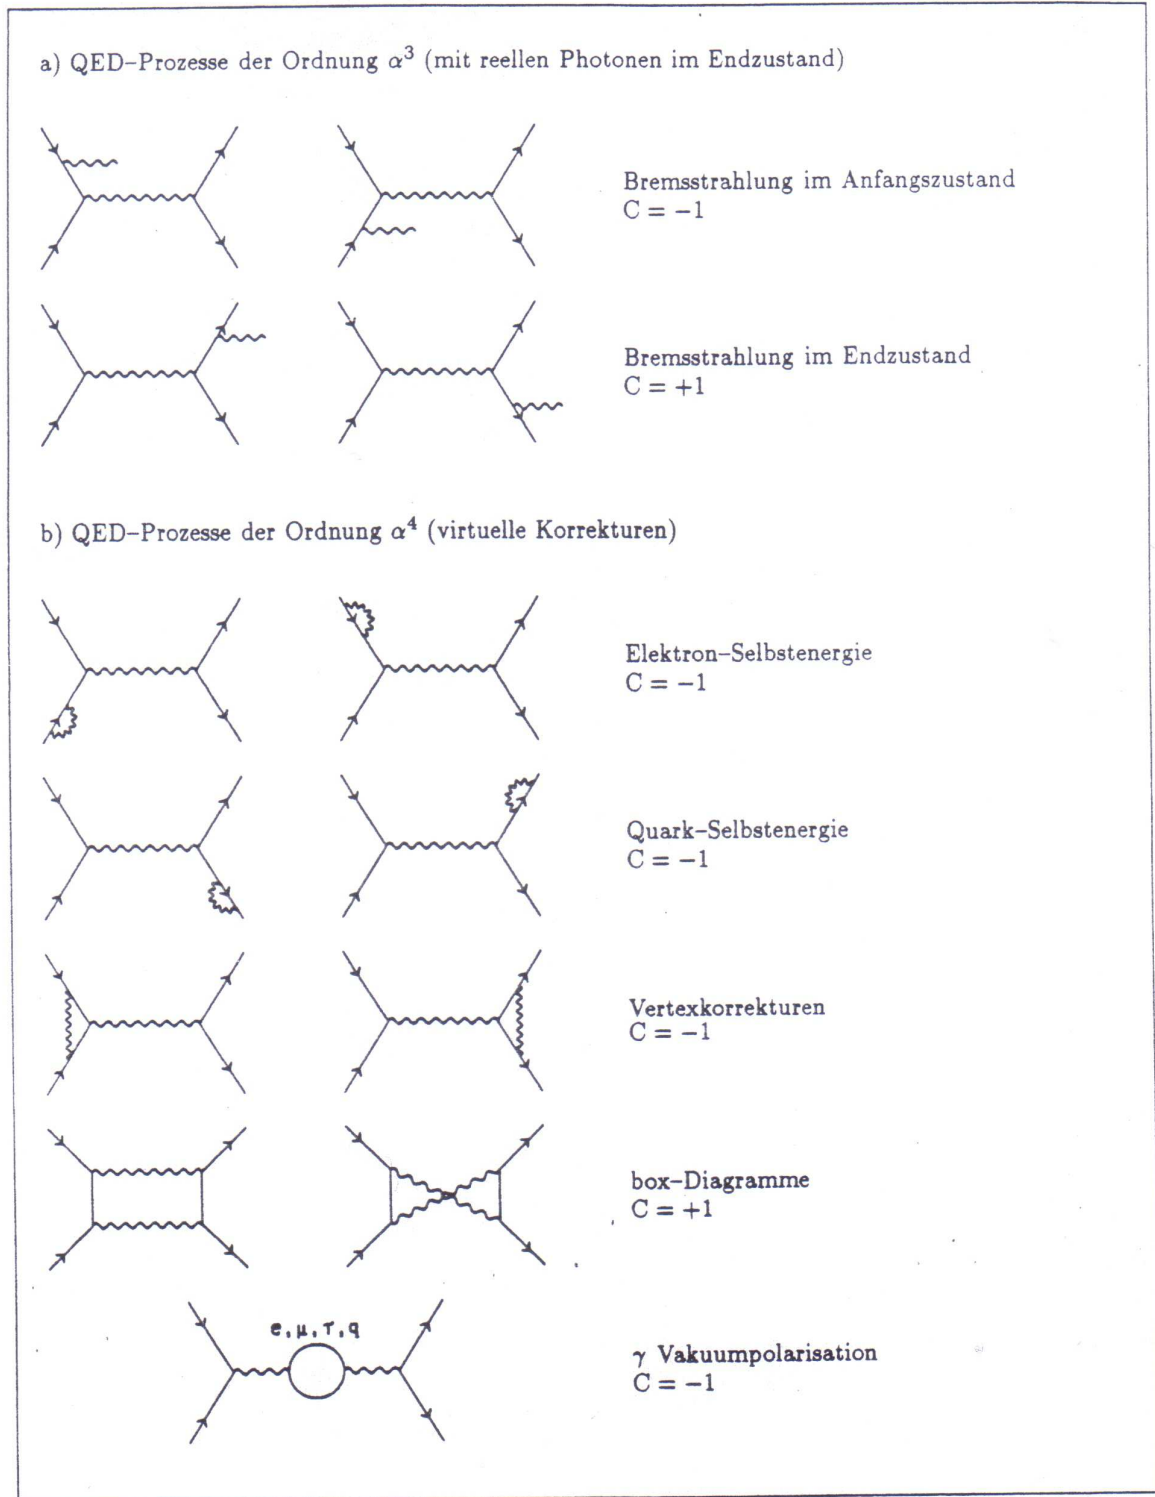 a) QED–Prozesse der Ordnung α³ (mit reellen Photonen im Endzustand)
Bremsstrahlung im Anfangszustand
C = −1
Bremsstrahlung im Endzustand
C = +1
b) QED–Prozesse der Ordnung α⁴ (virtuelle Korrekturen)
Elektron–Selbstenergie
C = −1
Quark–Selbstenergie
C = −1
Vertexkorrekturen
C = −1
box–Diagramme
C = +1
e, μ, τ, q
γ Vakuumpolarisation
C = −1